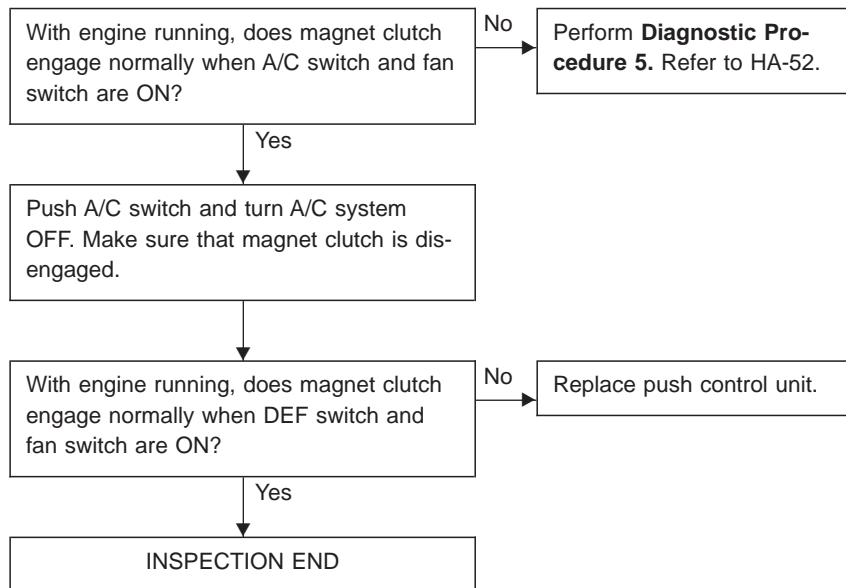 With engine running, does magnet clutch
engage normally when A/C switch and fan
switch are ON?
No
Perform Diagnostic Pro-
cedure 5. Refer to HA-52.
Yes
Push A/C switch and turn A/C system
OFF. Make sure that magnet clutch is dis-
engaged.
With engine running, does magnet clutch
engage normally when DEF switch and
fan switch are ON?
No
Replace push control unit.
Yes
INSPECTION END